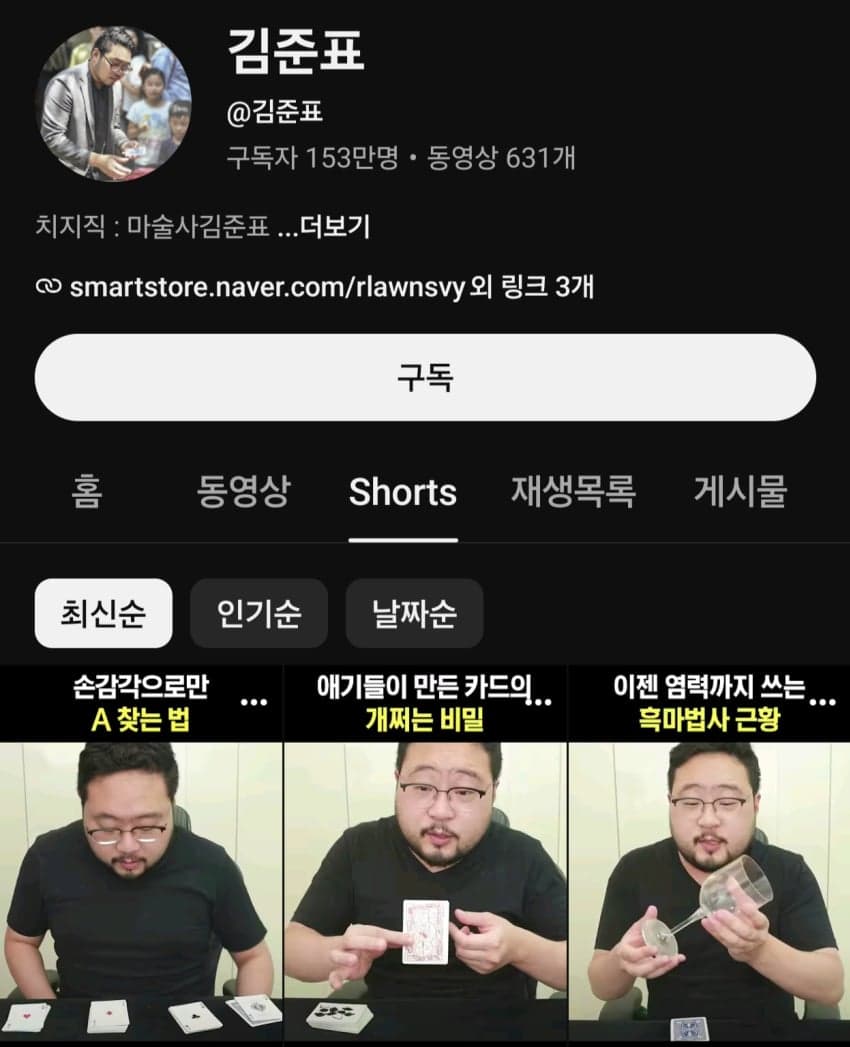 김준표
@김준표
구독자 153만명 • 동영상 631개
치지직 : 마술사김준표 ...더보기
smartstore.naver.com/rlawnsvy 외 링크 3개
구독
홈 동영상 Shorts 재생목록 게시물
최신순 인기순 날짜순
손감각으로만
A 찾는 법
애기들이 만든 카드의
개쩌는 비밀
이젠 염력까지 쓰는
흑마법사 근황